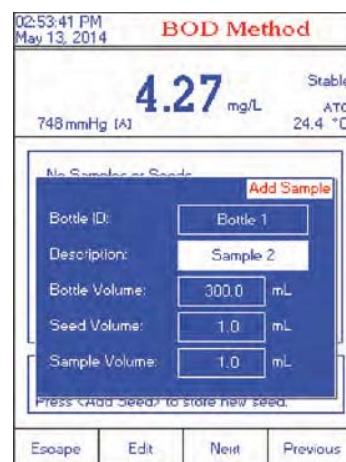 02:53:41 PM
May 13, 2014
BOD Method
4.27 mg/L
Stable
ATC
748 mmHg [A]
24.4 °C
No Samples or Seeds
Add Sample
Bottle ID: Bottle 1
Description: Sample 2
Bottle Volume: 300.0 mL
Seed Volume: 1.0 mL
Sample Volume: 1.0 mL
Press <Add Seed> to store new seed.
Escape Edit Next Previous